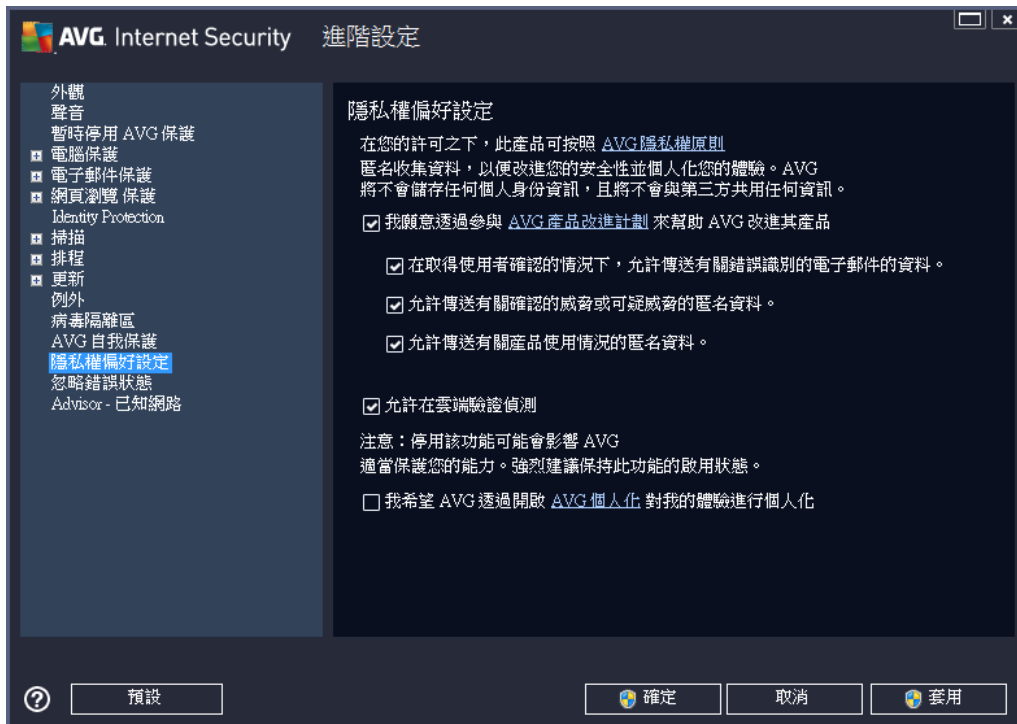 AVG. Internet Security 進階設定
外觀
聲音
暫時停用 AVG 保護
電腦保護
電子郵件保護
網頁瀏覽 保護
Identity Protection
掃描
排程
更新
例外
病毒隔離區
AVG 自我保護
隱私權偏好設定
忽略錯誤狀態
Advisor - 已知網路
隱私權偏好設定
在您的許可之下，此產品可按照 AVG 隱私權原則
匿名收集資料，以便改進您的安全性並個人化您的體驗。AVG
將不會儲存任何個人身份資訊，且將不會與第三方共用任何資訊。
我願意透過參與 AVG 產品改進計劃 來幫助 AVG 改進其產品
在取得使用者確認的情況下，允許傳送有關錯誤識別的電子郵件的資料。
允許傳送有關確認的威脅或可疑威脅的匿名資料。
允許傳送有關產品使用情況的匿名資料。
允許在雲端驗證偵測
注意：停用該功能可能會影響 AVG
適當保護您的能力。強烈建議保持此功能的啟用狀態。
我希望 AVG 透過開啟 AVG 個人化 對我的體驗進行個人化
預設 確定 取消 套用